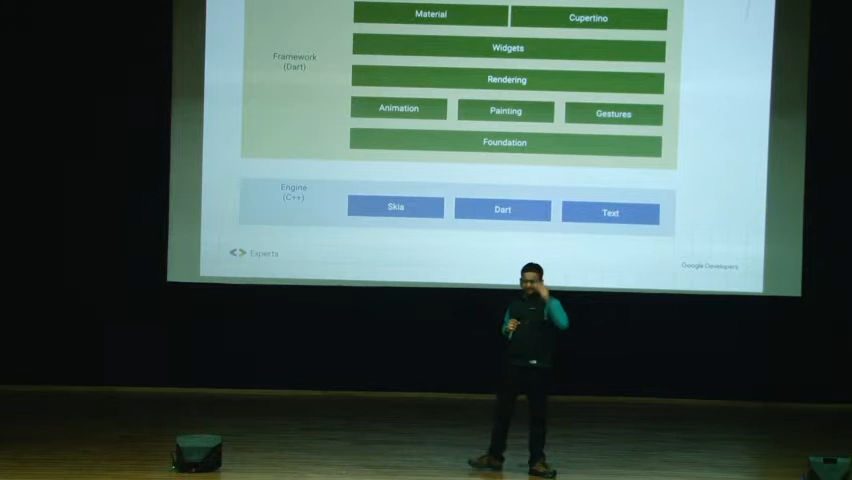 Material
Cupertino
Framework
(Dart)
Widgets
Rendering
Animation
Painting
Gestures
Foundation
Engine
(C++)
Skia
Dart
Text
<> Experts
Google Developers